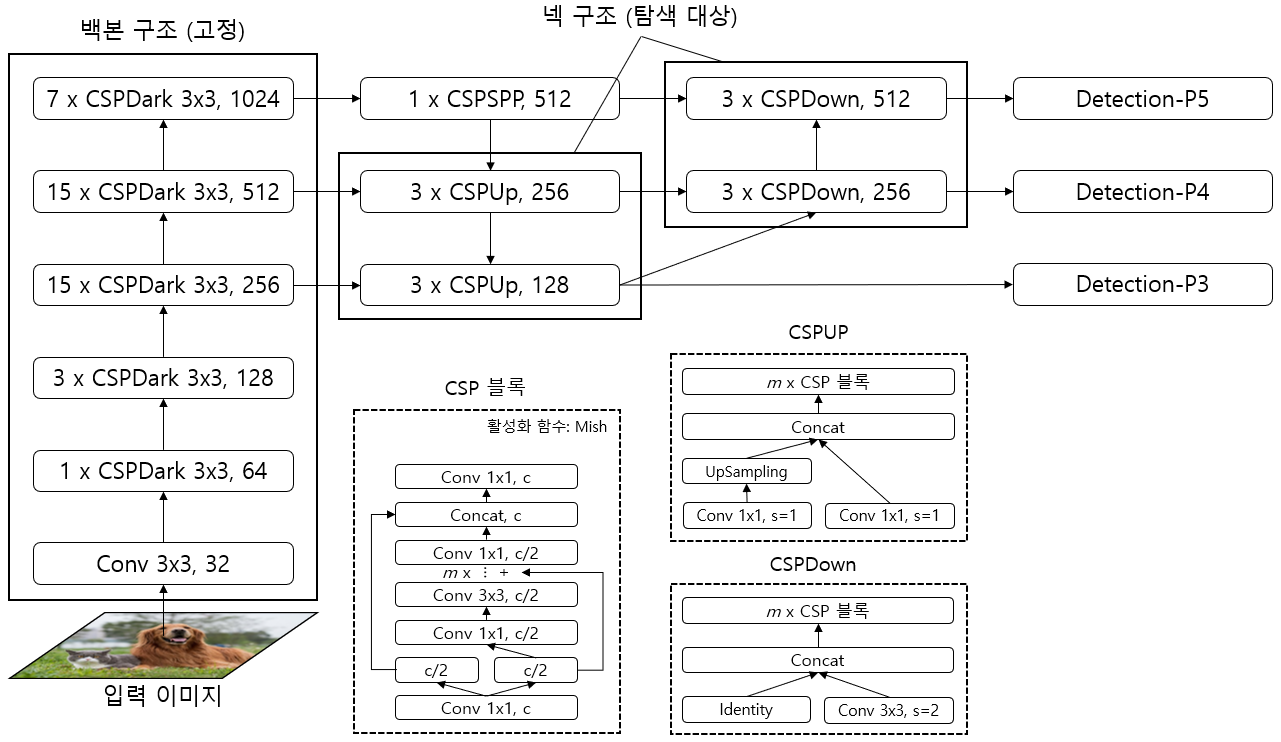 백본 구조 (고정)
넥 구조 (탐색 대상)
7 x CSPDark 3x3, 1024
1 x CSPSPP, 512
3 x CSPDown, 512
Detection-P5
15 x CSPDark 3x3, 512
3 x CSPUp, 256
3 x CSPDown, 256
Detection-P4
15 x CSPDark 3x3, 256
3 x CSPUp, 128
Detection-P3
3 x CSPDark 3x3, 128
1 x CSPDark 3x3, 64
Conv 3x3, 32
입력 이미지
CSP 블록
활성화 함수: Mish
Conv 1x1, c
Concat, c
Conv 1x1, c/2
m x ⋮ +
Conv 3x3, c/2
Conv 1x1, c/2
c/2
c/2
Conv 1x1, c
CSPUP
m x CSP 블록
Concat
UpSampling
Conv 1x1, s=1
Conv 1x1, s=1
CSPDown
m x CSP 블록
Concat
Identity
Conv 3x3, s=2